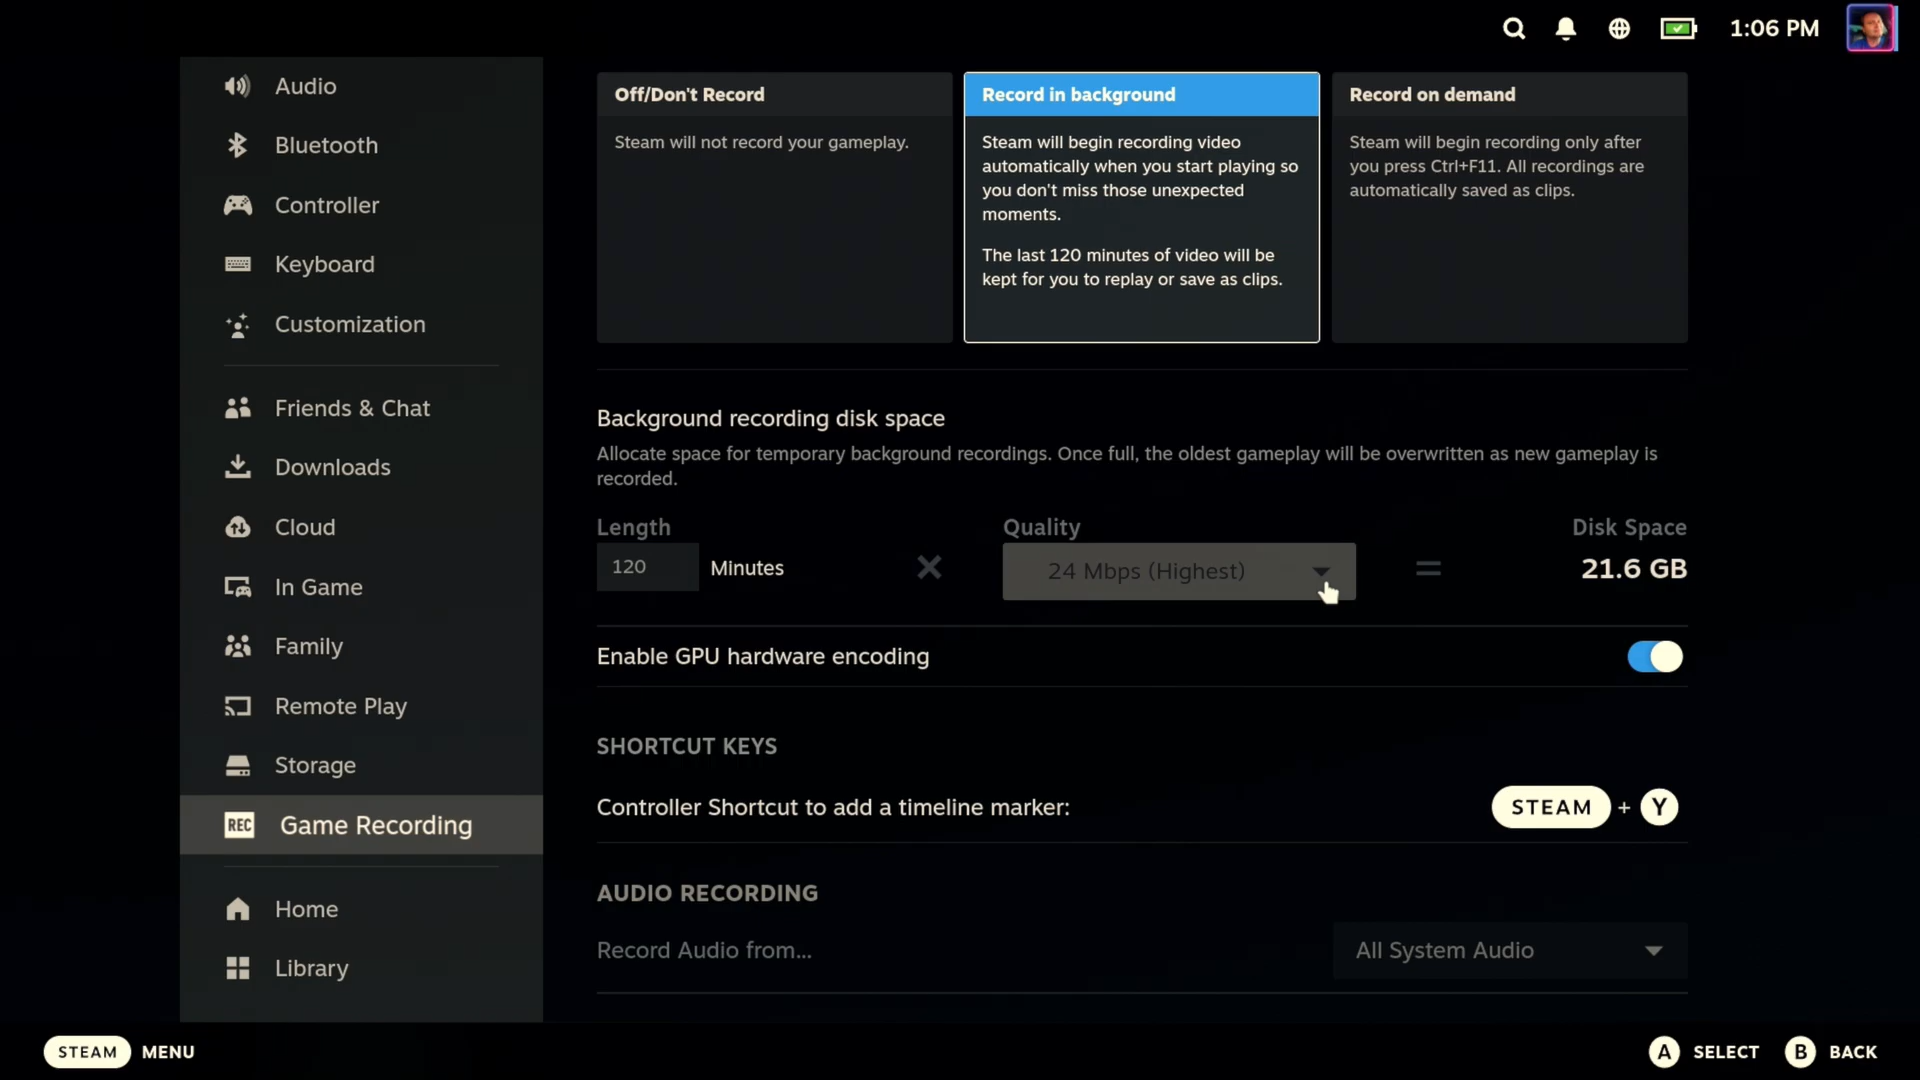 1:06 PM
Audio
Bluetooth
Controller
Keyboard
Customization
Friends & Chat
Downloads
Cloud
In Game
Family
Remote Play
Storage
REC Game Recording
Home
Library
Off/Don't Record
Steam will not record your gameplay.
Record in background
Steam will begin recording video
automatically when you start playing so
you don't miss those unexpected
moments.
The last 120 minutes of video will be
kept for you to replay or save as clips.
Record on demand
Steam will begin recording only after
you press Ctrl+F11. All recordings are
automatically saved as clips.
Background recording disk space
Allocate space for temporary background recordings. Once full, the oldest gameplay will be overwritten as new gameplay is
recorded.
Length
120 Minutes
Quality
24 Mbps (Highest)
=
Disk Space
21.6 GB
Enable GPU hardware encoding
SHORTCUT KEYS
Controller Shortcut to add a timeline marker:
STEAM + Y
AUDIO RECORDING
Record Audio from...
All System Audio
STEAM MENU
A SELECT B BACK